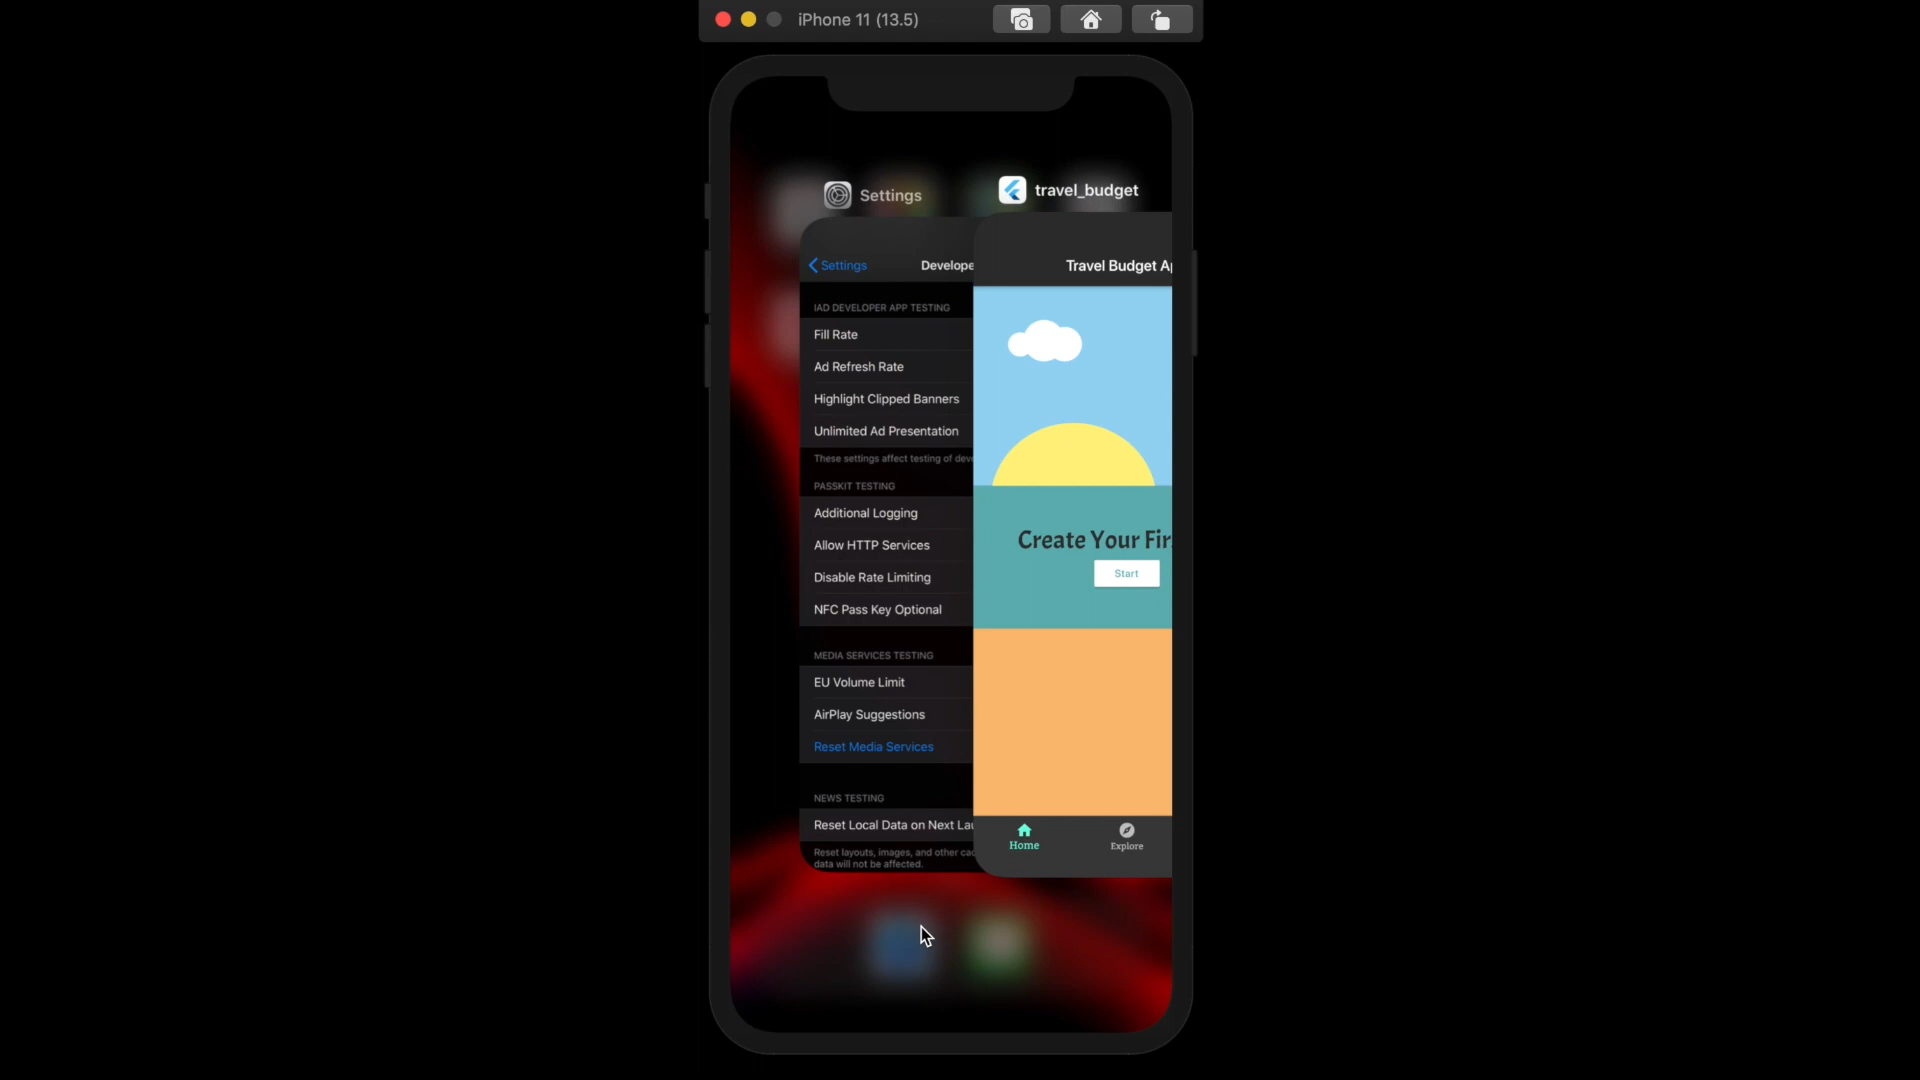 iPhone 11 (13.5)
Settings
travel_budget
Settings
Develope
Travel Budget Ap
IAD DEVELOPER APP TESTING
Fill Rate
Ad Refresh Rate
Highlight Clipped Banners
Unlimited Ad Presentation
These settings affect testing of deve
PASSKIT TESTING
Additional Logging
Allow HTTP Services
Disable Rate Limiting
NFC Pass Key Optional
MEDIA SERVICES TESTING
EU Volume Limit
AirPlay Suggestions
Reset Media Services
NEWS TESTING
Reset Local Data on Next Lau
Reset layouts, images, and other cac
data will not be affected.
Create Your Firs
Start
Home
Explore